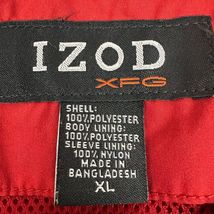 IZOD
XFG
SHELL:
100% POLYESTER
BODY LINING:
100% POLYESTER
SLEEVE LINING:
100% NYLON
MADE IN
BANGLADESH
XL